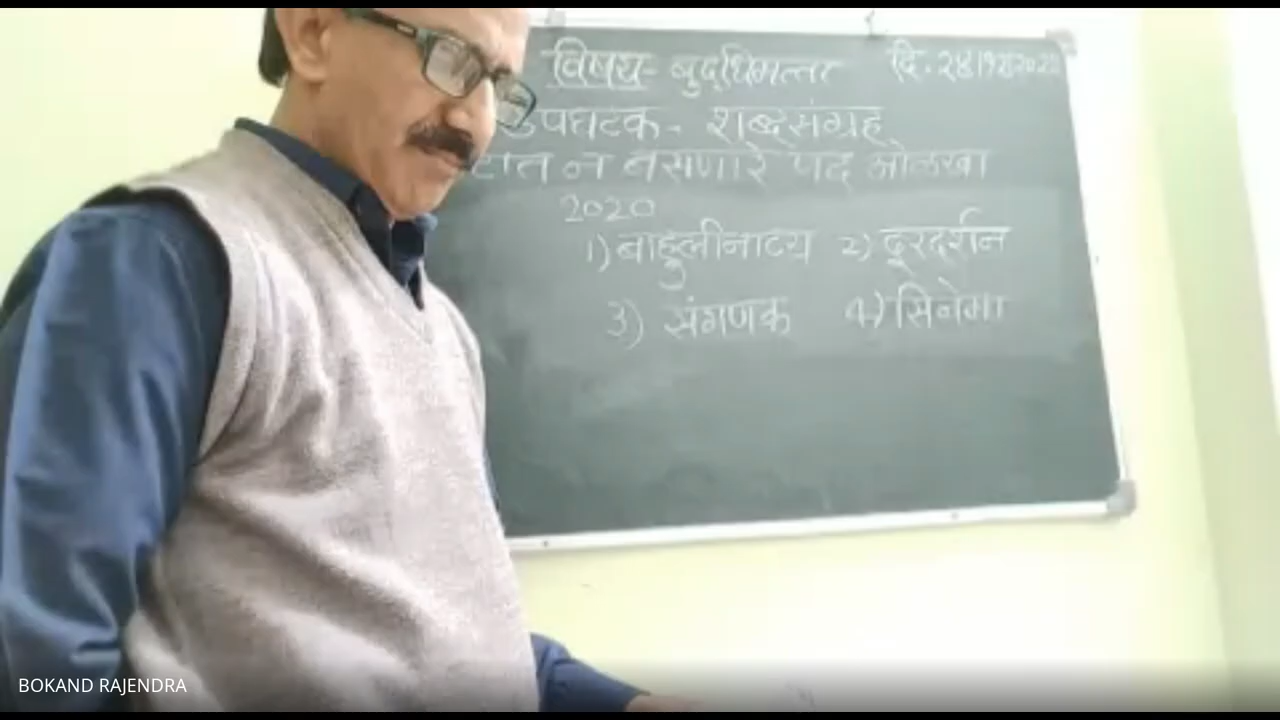 विषय- बुद्धिमत्ता
उपघटक- शब्दसंग्रह
न बसणारे पद ओळखा
2020
1) बाहुलीनाट्य 2) दूरदर्शन
3) संगणक 4) सिनेमा
BOKAND RAJENDRA